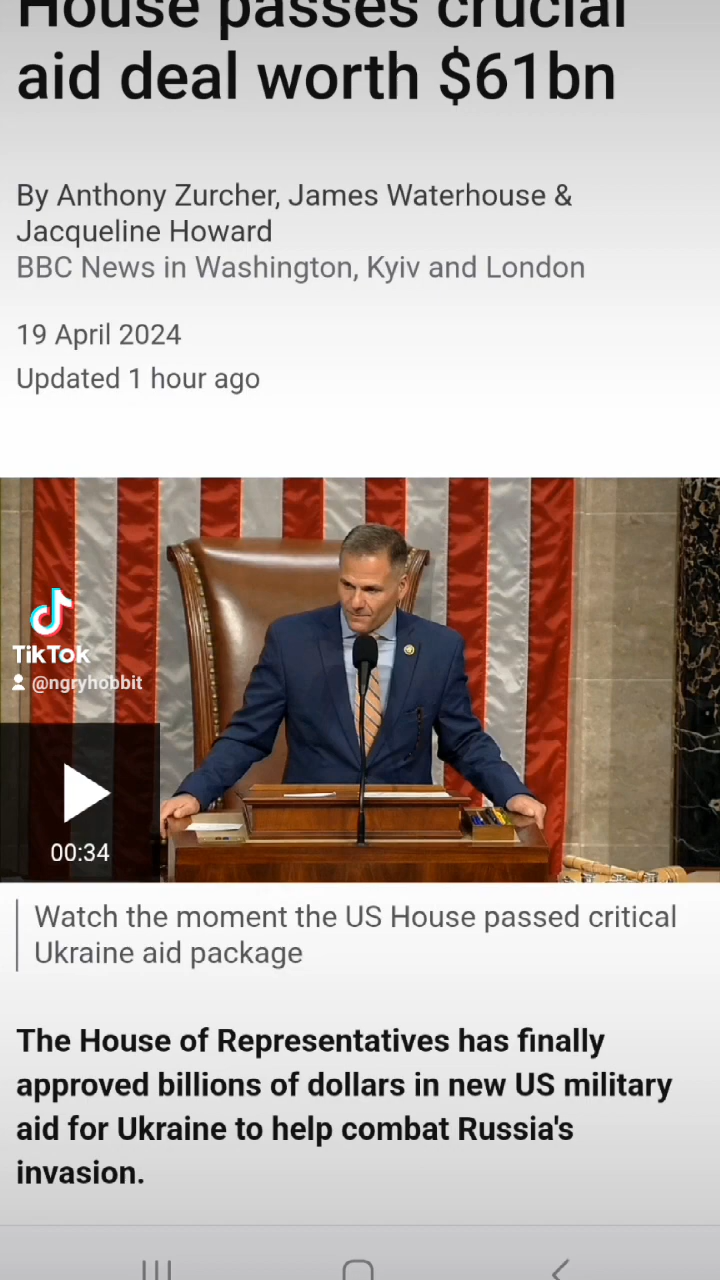 House passes crucial
aid deal worth $61bn
By Anthony Zurcher, James Waterhouse &
Jacqueline Howard
BBC News in Washington, Kyiv and London
19 April 2024
Updated 1 hour ago
TikTok
@ngryhobbit
00:34
Watch the moment the US House passed critical
Ukraine aid package
The House of Representatives has finally
approved billions of dollars in new US military
aid for Ukraine to help combat Russia's
invasion.